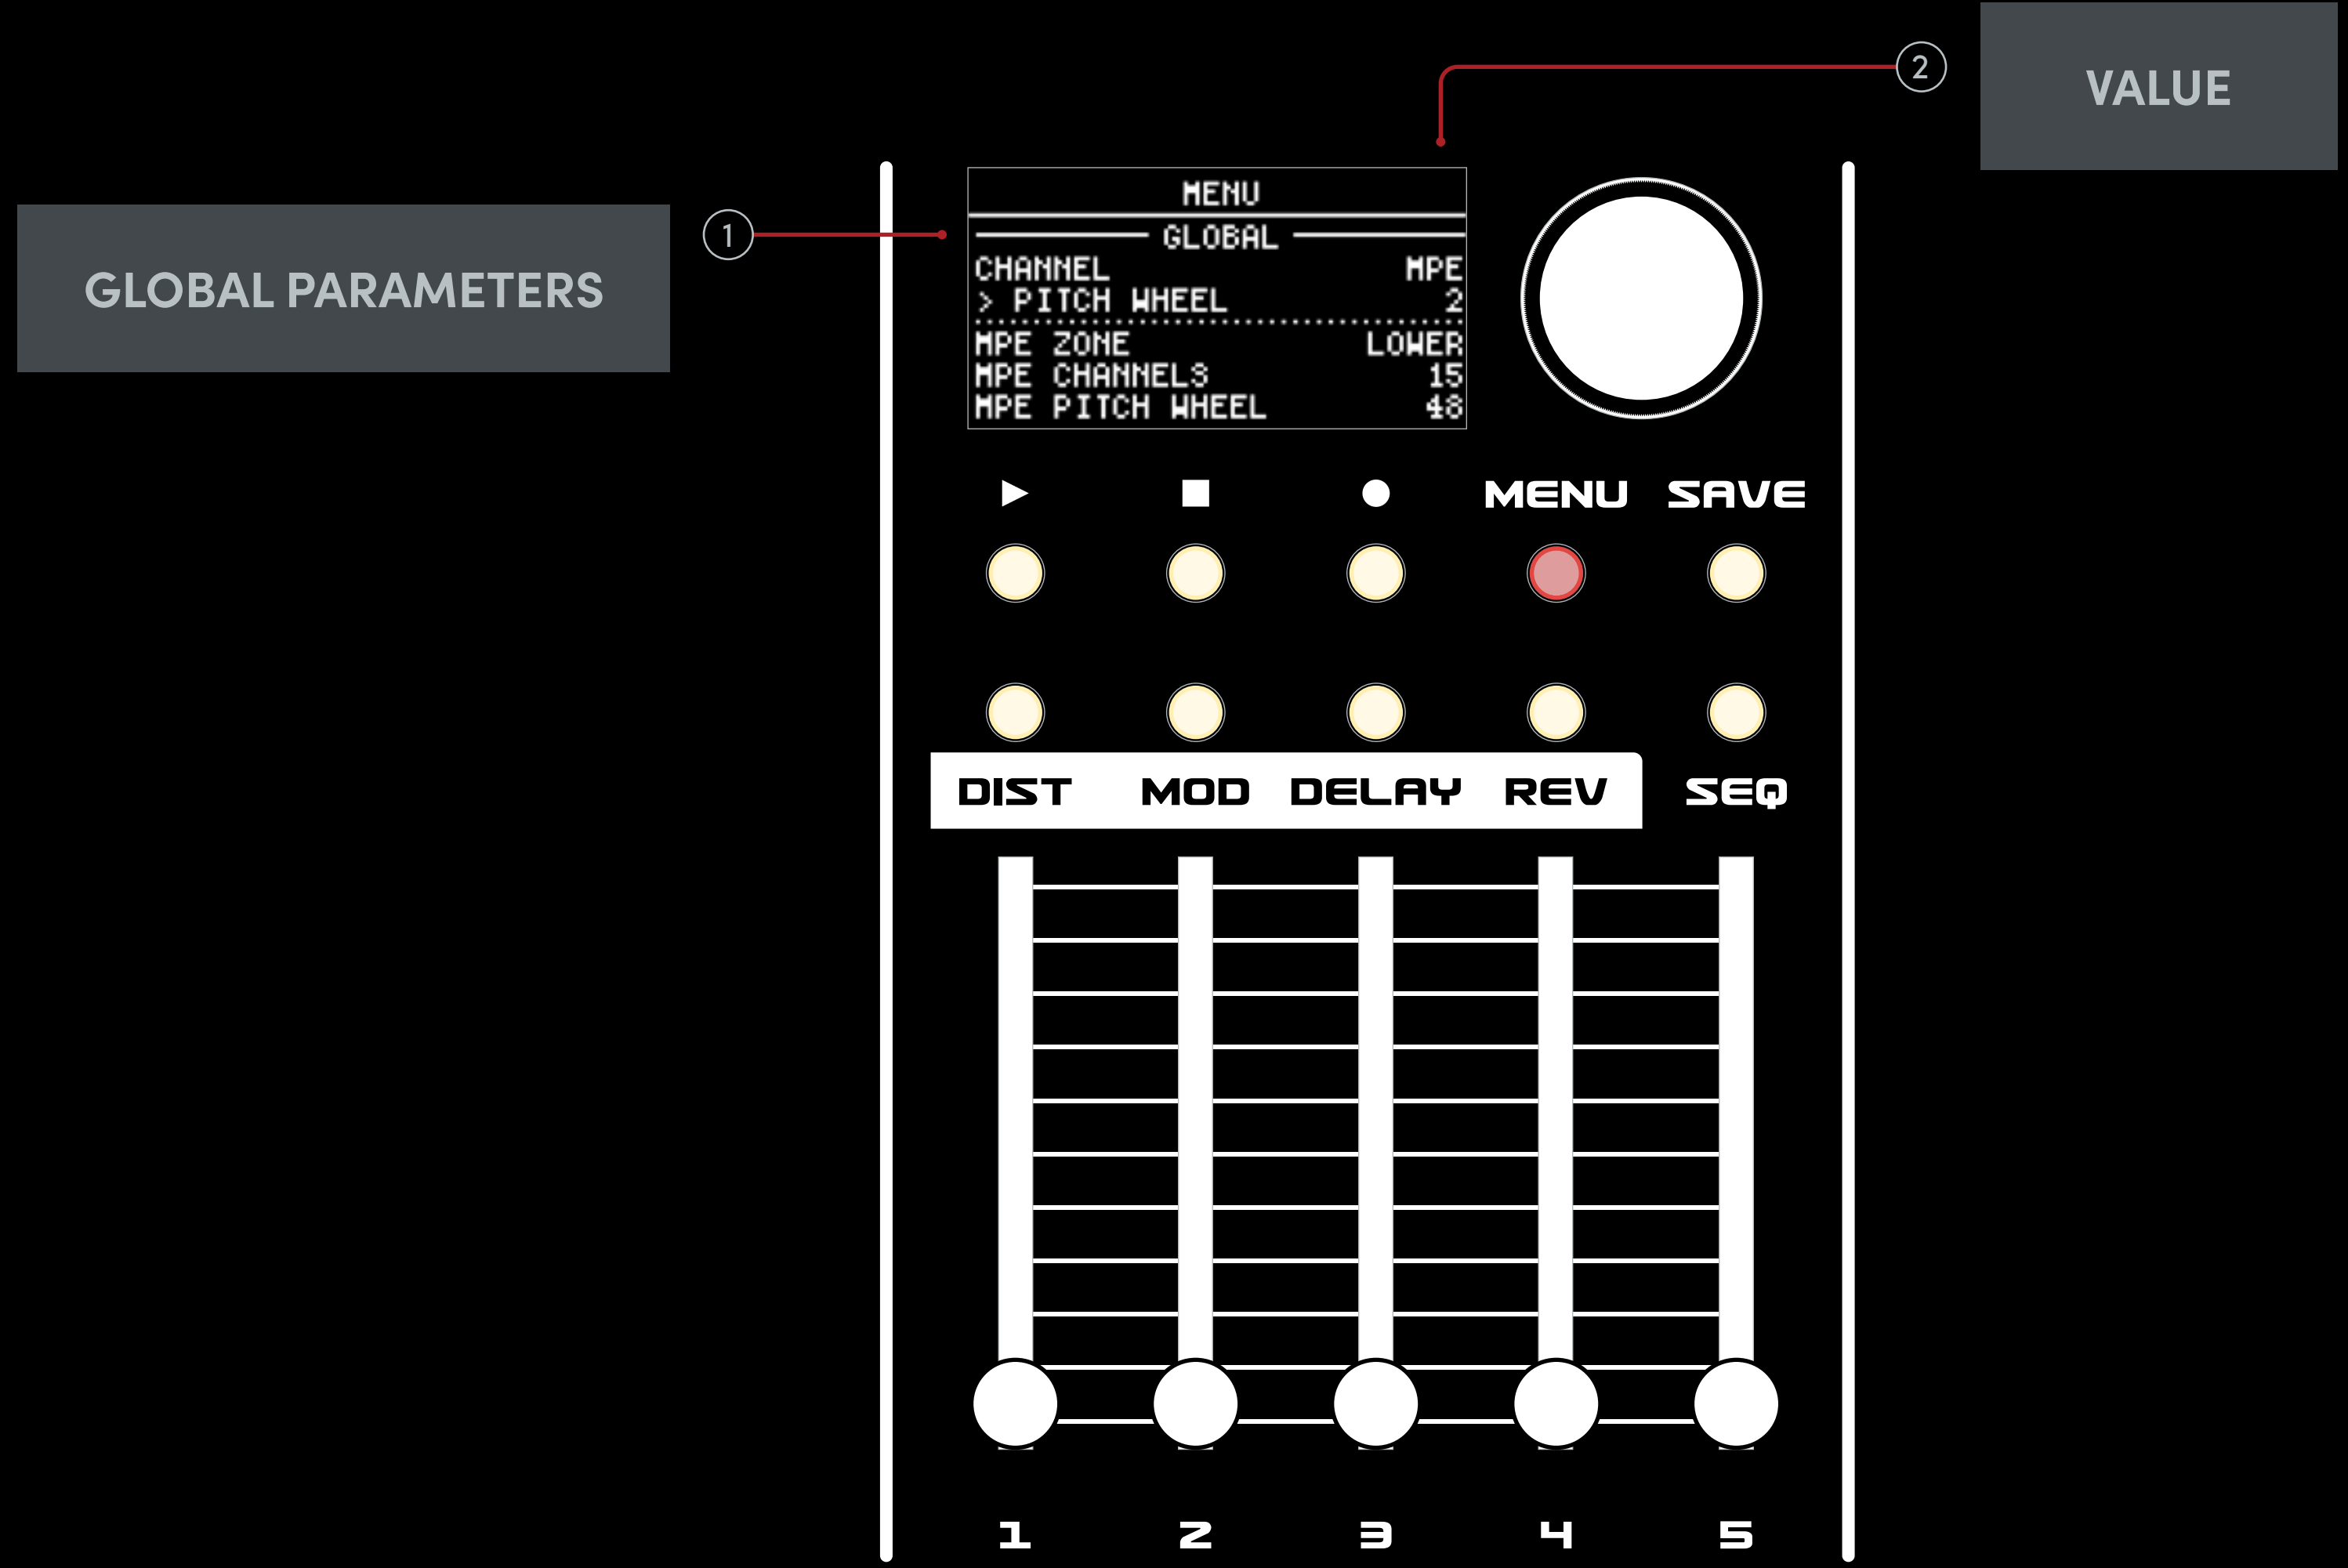 2
VALUE
1
GLOBAL PARAMETERS
MENU
GLOBAL
CHANNEL MPE
> PITCH WHEEL 2
MPE ZONE LOWER
MPE CHANNELS 15
MPE PITCH WHEEL 48
MENU SAVE
DIST MOD DELAY REV SEQ
1 2 3 4 5